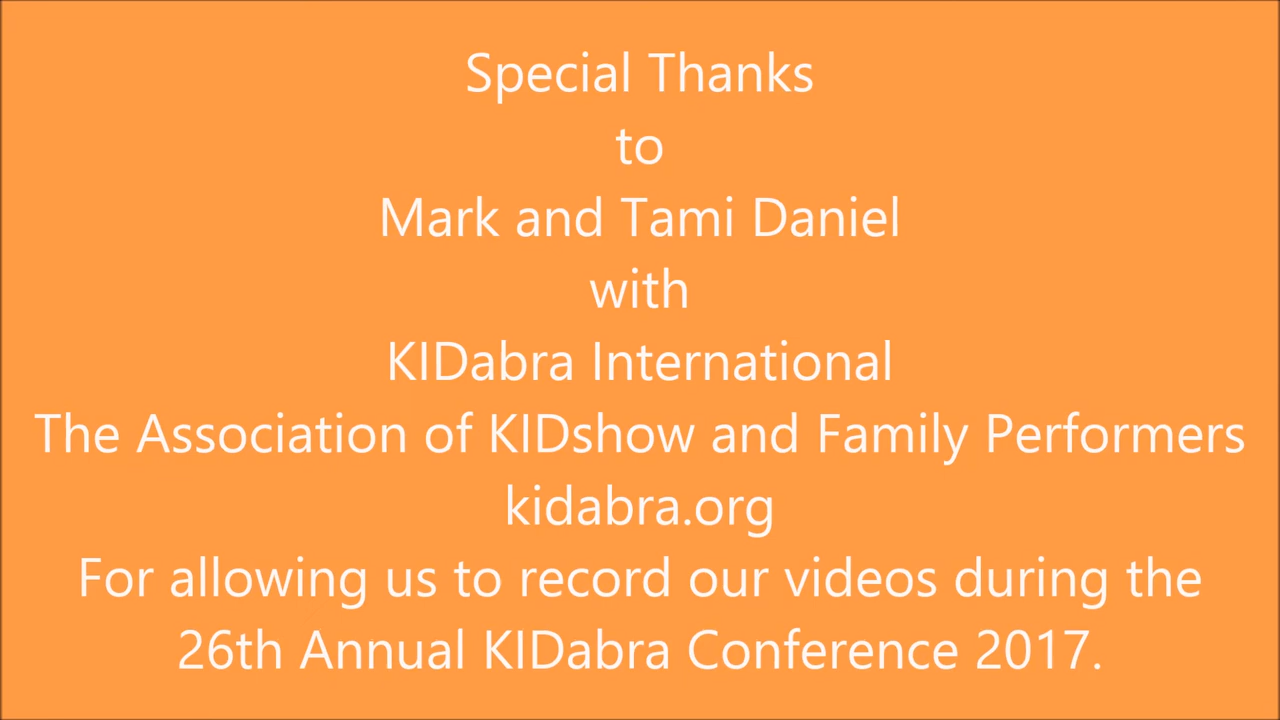 Special Thanks
to
Mark and Tami Daniel
with
KIDabra International
The Association of KIDshow and Family Performers
kidabra.org
For allowing us to record our videos during the
26th Annual KIDabra Conference 2017.